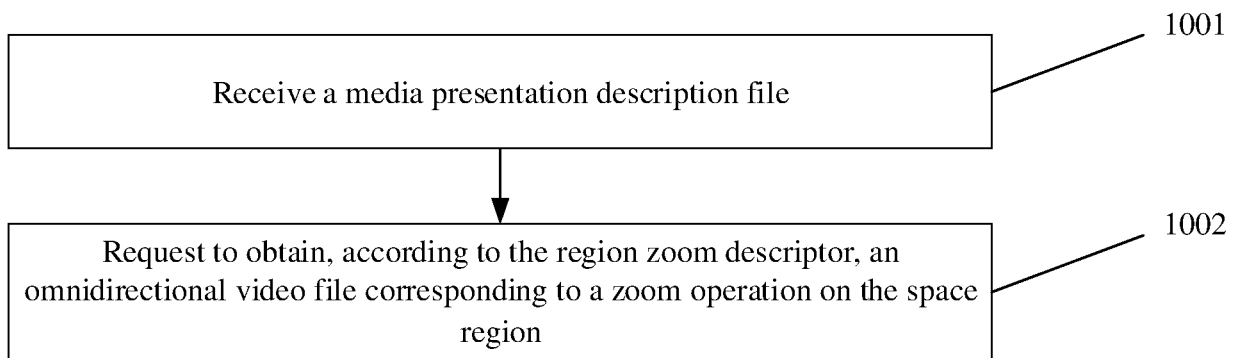 1001
Receive a media presentation description file
1002
Request to obtain, according to the region zoom descriptor, an
omnidirectional video file corresponding to a zoom operation on the space
region